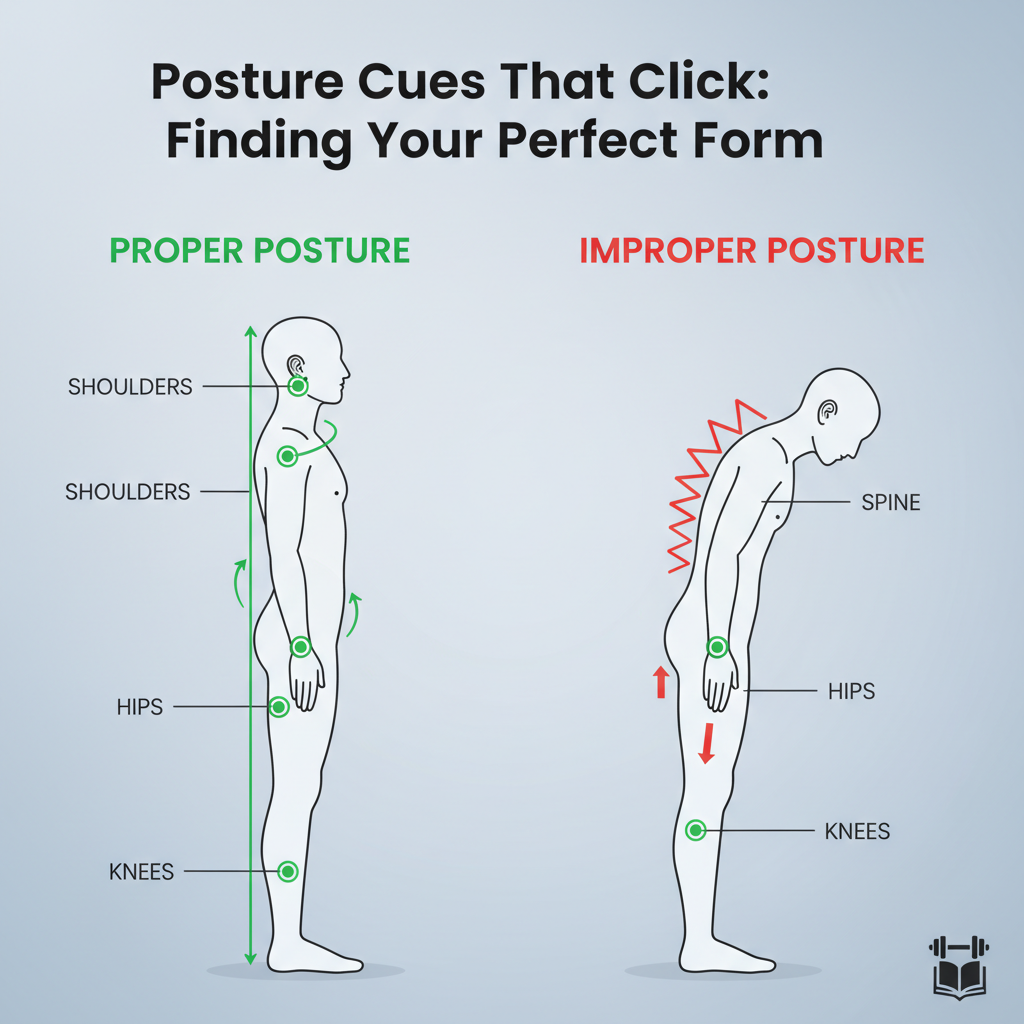 Posture Cues That Click:
Finding Your Perfect Form
PROPER POSTURE
SHOULDERS
SHOULDERS
HIPS
KNEES
IMPROPER POSTURE
SPINE
HIPS
KNEES